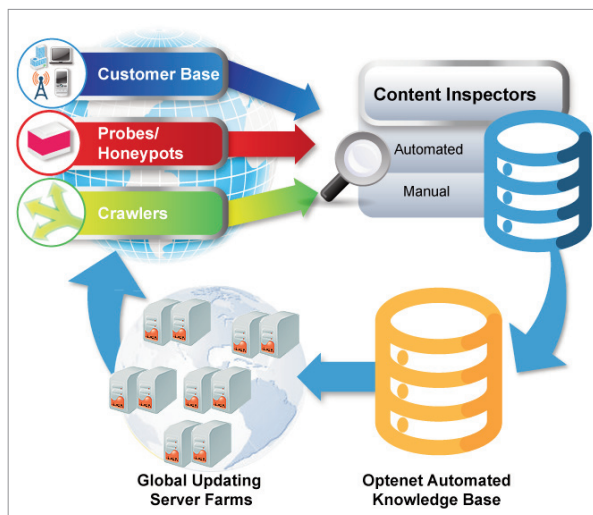 Customer Base
Probes/
Honeypots
Crawlers
Content Inspectors
Automated
Manual
Global Updating
Server Farms
Optenet Automated
Knowledge Base